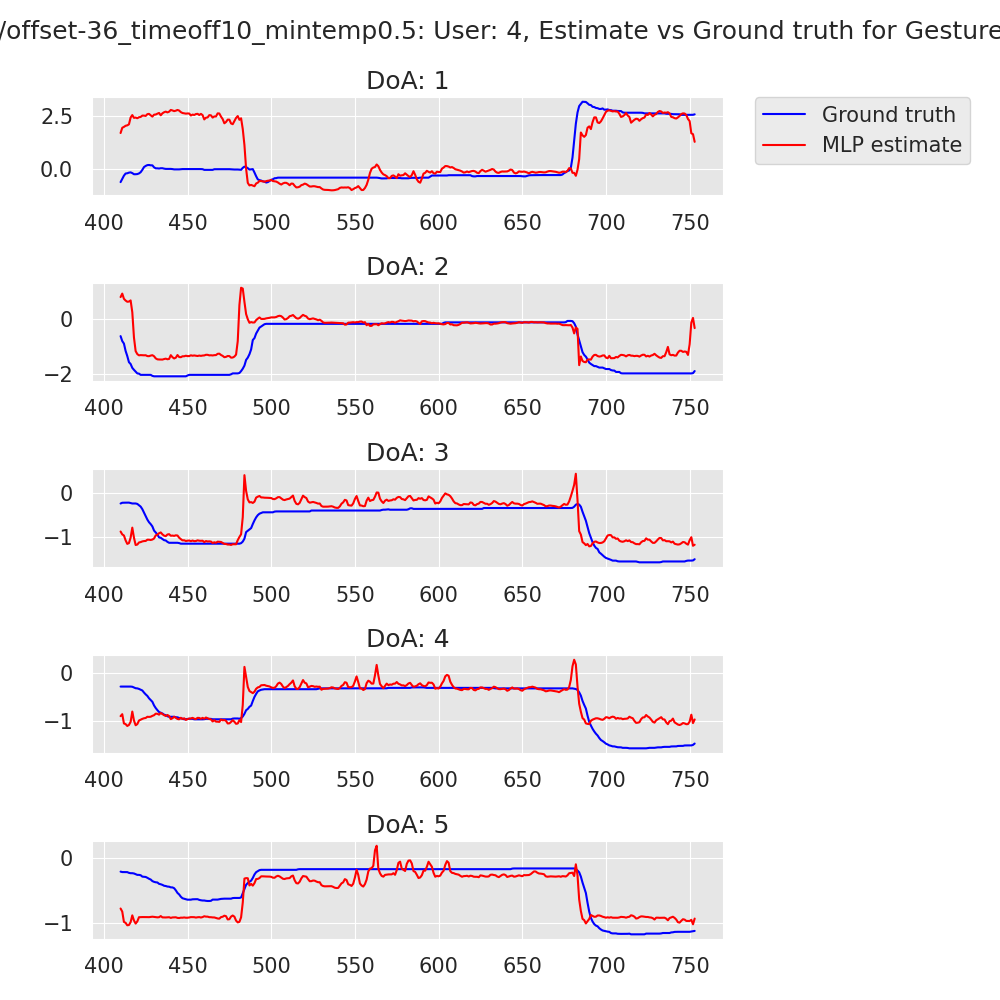 /offset-36_timeoff10_mintemp0.5: User: 4, Estimate vs Ground truth for Gesture
DoA: 1
2.5
0.0
400 450 500 550 600 650 700 750
Ground truth
MLP estimate
DoA: 2
0
−2
400 450 500 550 600 650 700 750
DoA: 3
0
−1
400 450 500 550 600 650 700 750
DoA: 4
0
−1
400 450 500 550 600 650 700 750
DoA: 5
0
−1
400 450 500 550 600 650 700 750